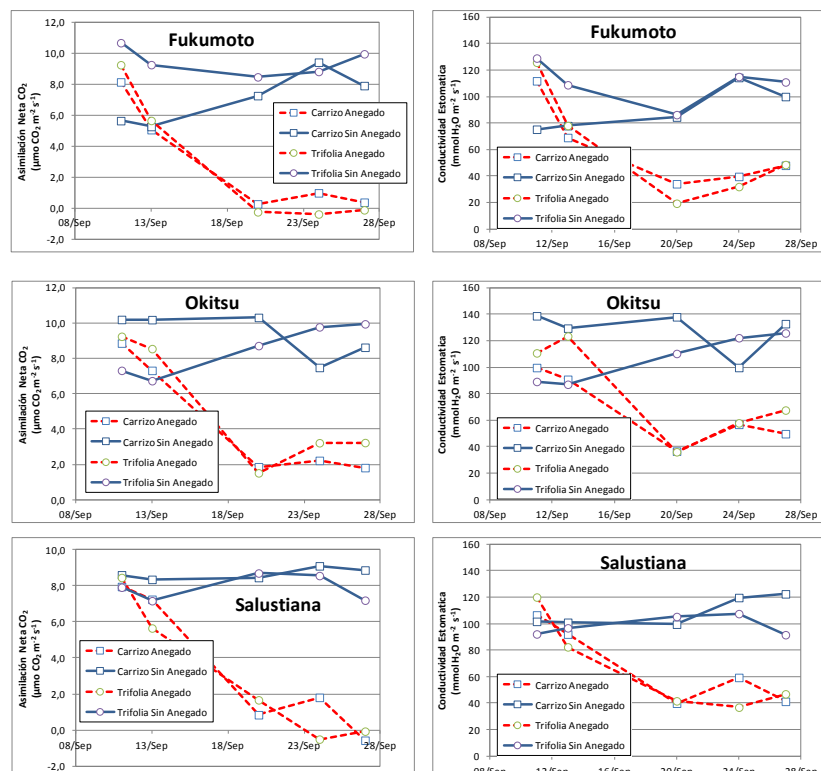 Fukumoto
Asimilación Neta CO2
(µmo CO2 m-2 s-1)
12,0
10,0
8,0
6,0
4,0
2,0
0,0
-2,0
08/Sep
13/Sep
18/Sep
23/Sep
28/Sep
Carrizo Anegado
Carrizo Sin Anegado
Trifolia Anegado
Trifolia Sin Anegado
Fukumoto
Conductividad Estomatica
(mmol H2O m-2 s-1)
160
140
120
100
80
60
40
20
0
08/Sep
12/Sep
16/Sep
20/Sep
24/Sep
28/Sep
Carrizo Anegado
Carrizo Sin Anegado
Trifolia Anegado
Trifolia Sin Anegado
Okitsu
Asimilación Neta CO2
(µmo CO2 m-2 s-1)
12,0
10,0
8,0
6,0
4,0
2,0
0,0
08/Sep
13/Sep
18/Sep
23/Sep
28/Sep
Carrizo Anegado
Carrizo Sin Anegado
Trifolia Anegado
Trifolia Sin Anegado
Okitsu
Conductividad Estomatica
(mmol H2O m-2 s-1)
160
140
120
100
80
60
40
20
0
08/Sep
12/Sep
16/Sep
20/Sep
24/Sep
28/Sep
Carrizo Anegado
Carrizo Sin Anegado
Trifolia Anegado
Trifolia Sin Anegado
Salustiana
Asimilación Neta CO2
(µmo CO2 m-2 s-1)
10,0
8,0
6,0
4,0
2,0
0,0
-2,0
08/Sep
13/Sep
18/Sep
23/Sep
28/Sep
Carrizo Anegado
Carrizo Sin Anegado
Trifolia Anegado
Trifolia Sin Anegado
Salustiana
Conductividad Estomatica
(mmol H2O m-2 s-1)
160
140
120
100
80
60
40
20
0
08/Sep
12/Sep
16/Sep
20/Sep
24/Sep
28/Sep
Carrizo Anegado
Carrizo Sin Anegado
Trifolia Anegado
Trifolia Sin Anegado